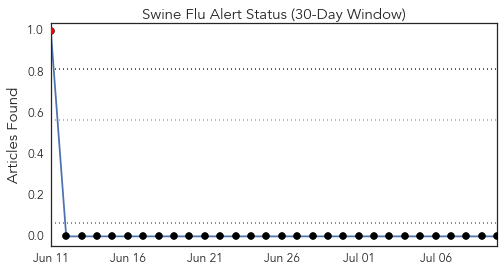 Swine Flu Alert Status (30-Day Window)
Articles Found
1.0
0.8
0.6
0.4
0.2
0.0
Jun 11
Jun 16
Jun 21
Jun 26
Jul 01
Jul 06